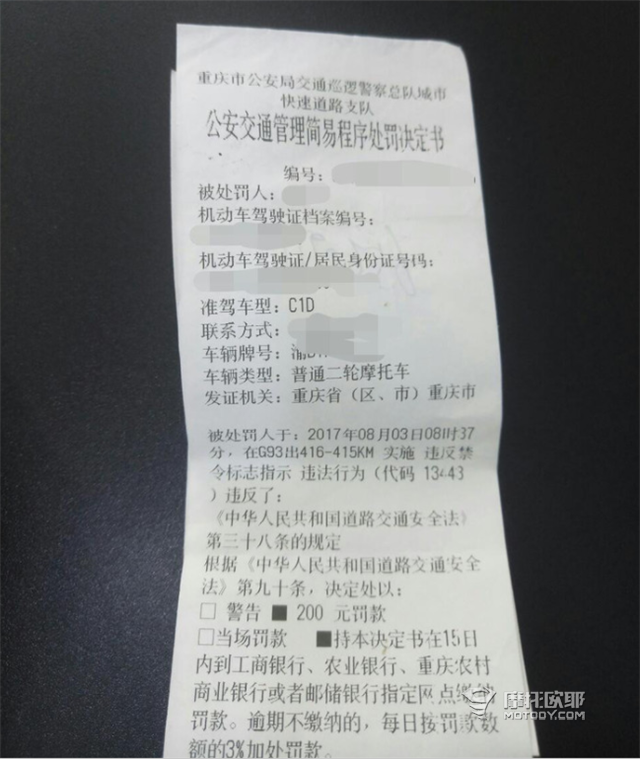 重庆市公安局交通巡逻警察总队城市
快速道路支队
公安交通管理简易程序处罚决定书
编号:
被处罚人:
机动车驾驶证档案编号:
机动车驾驶证/居民身份证号码:
准驾车型: C1D
联系方式:
车辆牌号: 渝
车辆类型: 普通二轮摩托车
发证机关: 重庆省(区、市)重庆市
被处罚人于: 2017年08月03日08时37
分, 在G93出416-415KM 实施 违反禁
令标志指示 违法行为(代码 13443
)违反了:
《中华人民共和国道路交通安全法》
第三十八条的规定
根据《中华人民共和国道路交通安全
法》第九十条, 决定处以:
□ 警告 ■ 200 元罚款
□当场罚款 ■持本决定书在15日
内到工商银行、农业银行、重庆农村
商业银行或者邮储银行指定网点缴纳
罚款。逾期不缴纳的, 每日按罚款数
额的3%加处罚款。
摩托欧耶
MOTOOY.COM